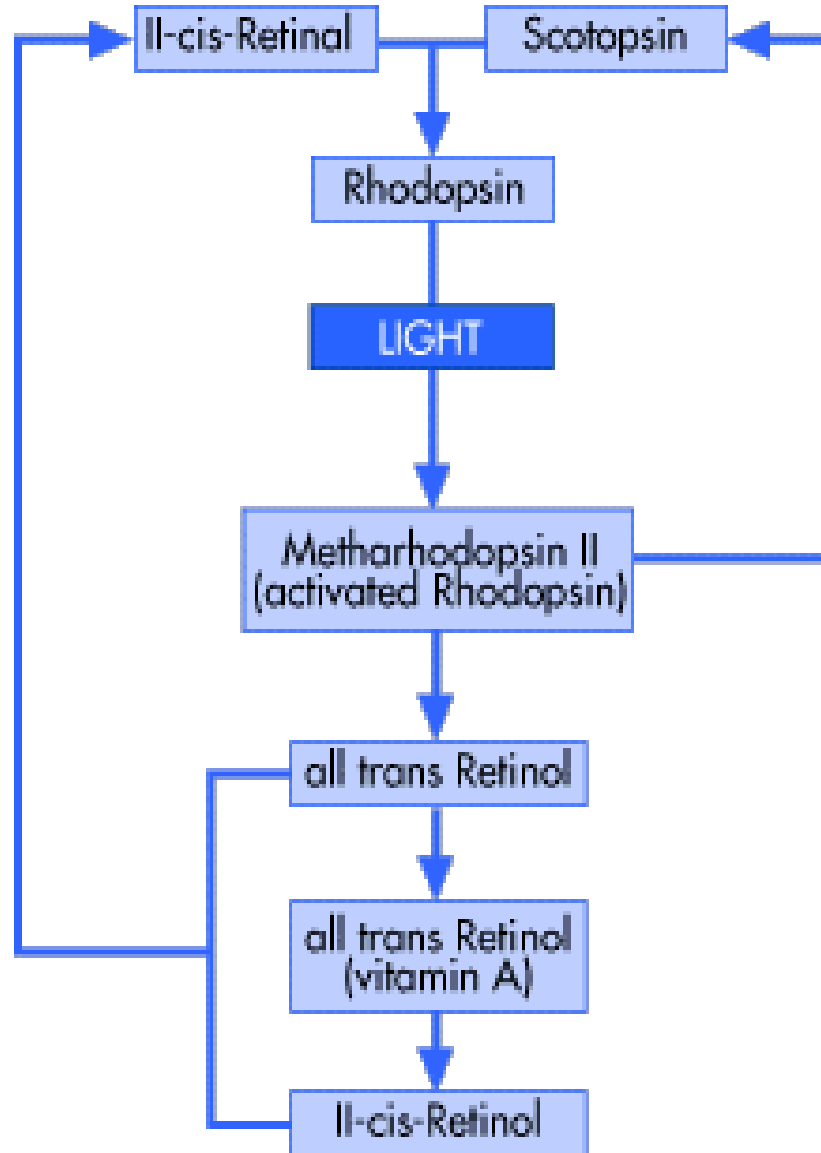 II-cis-Retinal
Scotopsin
Rhodopsin
LIGHT
Metharhodopsin II
(activated Rhodopsin)
all trans Retinol
all trans Retinol
(vitamin A)
II-cis-Retinol